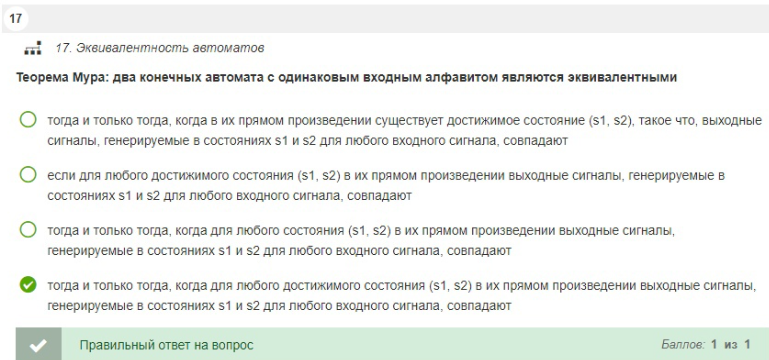 17
17. Эквивалентность автоматов
Теорема Мура: два конечных автомата с одинаковым входным алфавитом являются эквивалентными
тогда и только тогда, когда в их прямом произведении существует достижимое состояние (s1, s2), такое что, выходные
сигналы, генерируемые в состояниях s1 и s2 для любого входного сигнала, совпадают
если для любого достижимого состояния (s1, s2) в их прямом произведении выходные сигналы, генерируемые в
состояниях s1 и s2 для любого входного сигнала, совпадают
тогда и только тогда, когда для любого состояния (s1, s2) в их прямом произведении выходные сигналы,
генерируемые в состояниях s1 и s2 для любого входного сигнала, совпадают
тогда и только тогда, когда для любого достижимого состояния (s1, s2) в их прямом произведении выходные сигналы,
генерируемые в состояниях s1 и s2 для любого входного сигнала, совпадают
Правильный ответ на вопрос Баллов: 1 из 1